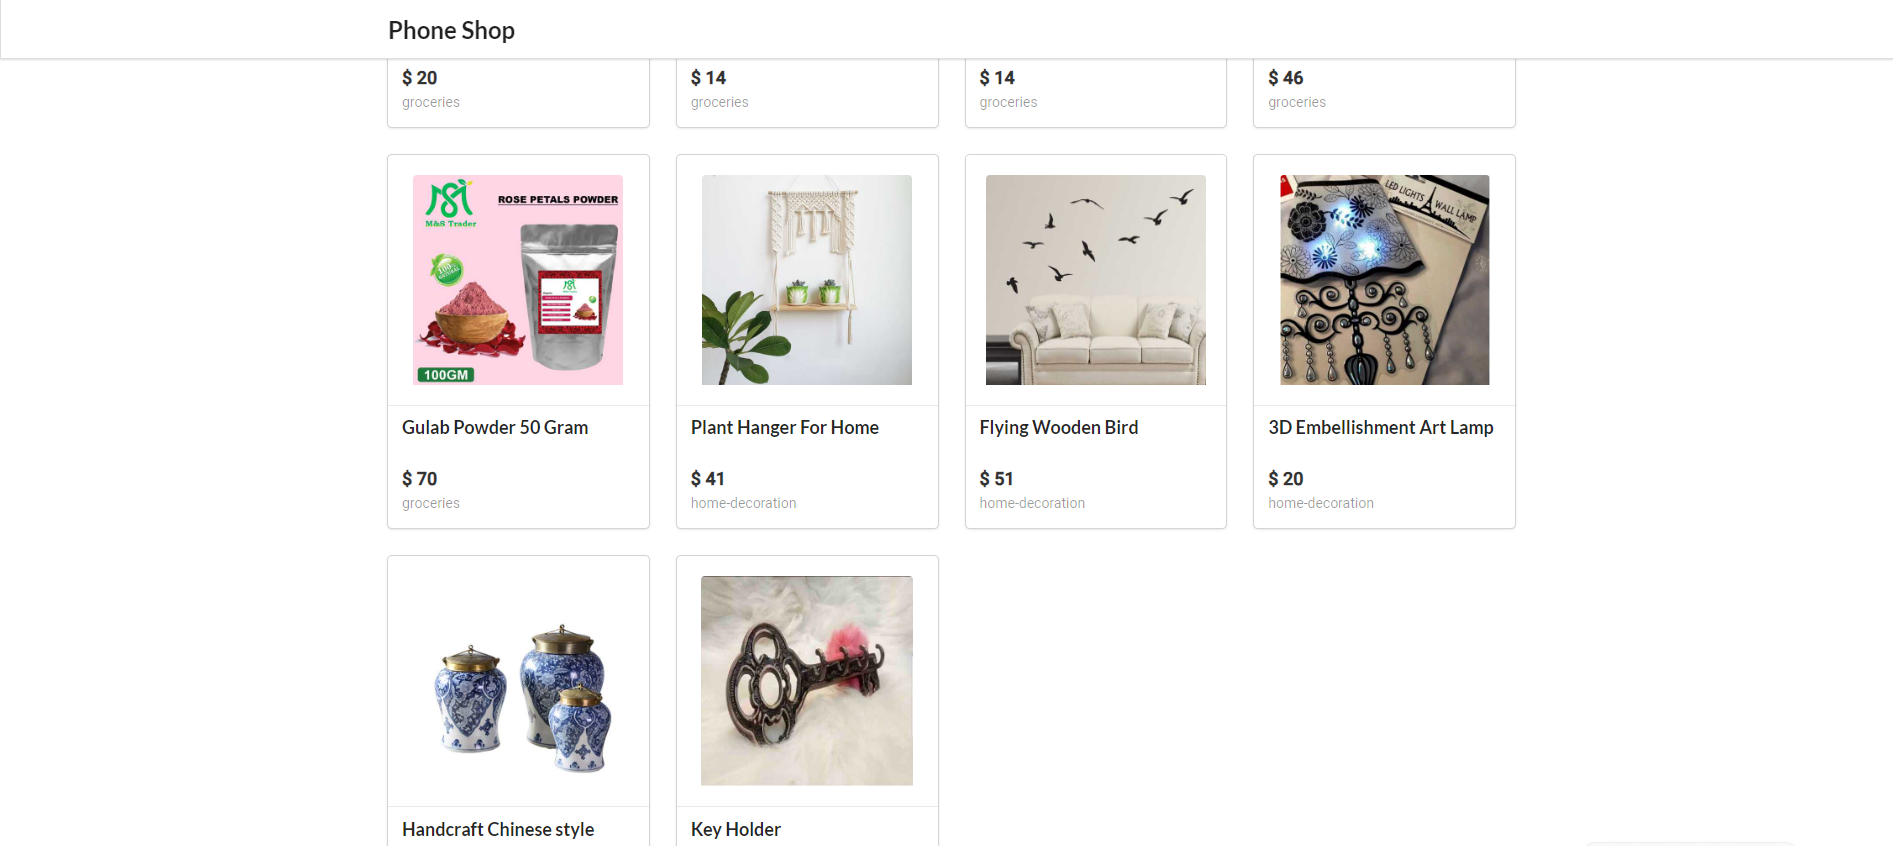 Phone Shop
$ 20
groceries
$ 14
groceries
$ 14
groceries
$ 46
groceries
M&S Trader
ROSE PETALS POWDER
100%
NATURAL
100GM
Gulab Powder 50 Gram
$ 70
groceries
Plant Hanger For Home
$ 41
home-decoration
Flying Wooden Bird
$ 51
home-decoration
LED LIGHTS WALL LAMP
3D Embellishment Art Lamp
$ 20
home-decoration
Handcraft Chinese style
Key Holder